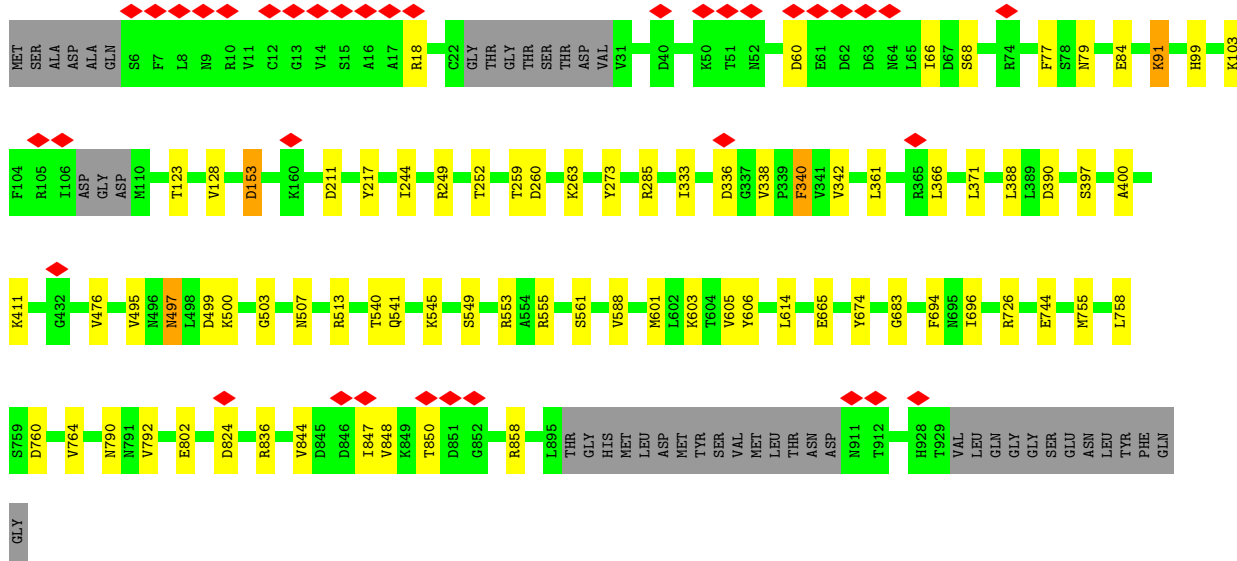 MET SER ALA ASP ALA GLN S6 F7 L8 N9 R10 V11 C12 G13 V14 S15 A16 A17 R18 C22 GLY THR GLY THR SER THR ASP VAL V31 D40 K50 T51 N52 D60 E61 D62 D63 N64 L65 I66 D67 S68 R74 F77 S78 N79 E84 K91 H99 K103
F104 R105 I106 ASP GLY ASP M110 T123 V128 D153 K160 D211 Y217 I244 R249 T252 T259 D260 K263 Y273 R285 I333 D336 G337 V338 P339 F340 V341 V342 L361 R365 L366 L371 L388 L389 D390 S397 A400
K411 G432 V476 V495 N496 N497 L498 D499 K500 G503 N507 R513 T540 Q541 K545 S549 R553 A554 R555 S561 V588 M601 L602 K603 T604 V605 Y606 L614 E665 Y674 G683 F694 N695 I696 R726 E744 M755 L758
S759 D760 V764 N790 N791 V792 E802 D824 R836 V844 D845 D846 I847 V848 K849 T850 D851 G852 R858 L895 THR GLY HIS MET LEU ASP MET TYR SER VAL MET LEU THR ASN ASP N911 T912 H928 T929 VAL LEU GLN GLY GLY SER GLU ASN LEU TYR PHE GLN
GLY